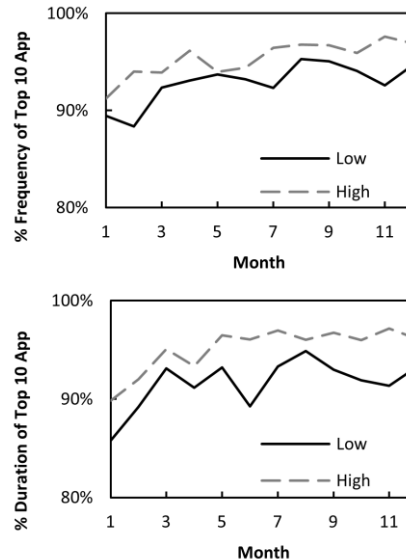 % Frequency of Top 10 App
90%
80%
Low
High
1 3 5 7 9 11
Month
% Duration of Top 10 App
100%
90%
80%
Low
High
1 3 5 7 9 11
Month